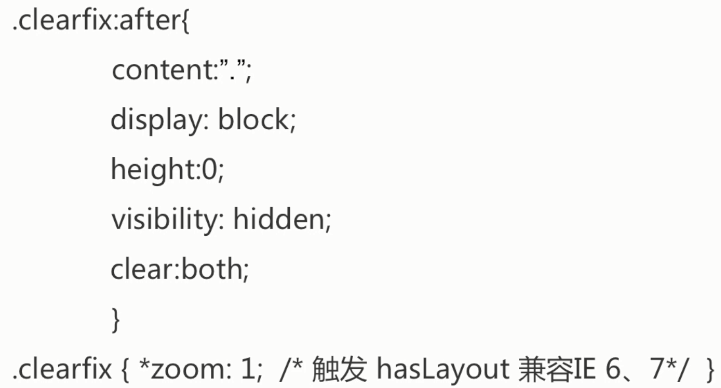 .clearfix:after{
content:”.”;
display: block;
height:0;
visibility: hidden;
clear:both;
}
.clearfix { *zoom: 1;  /* 触发 hasLayout 兼容IE 6、7*/  }